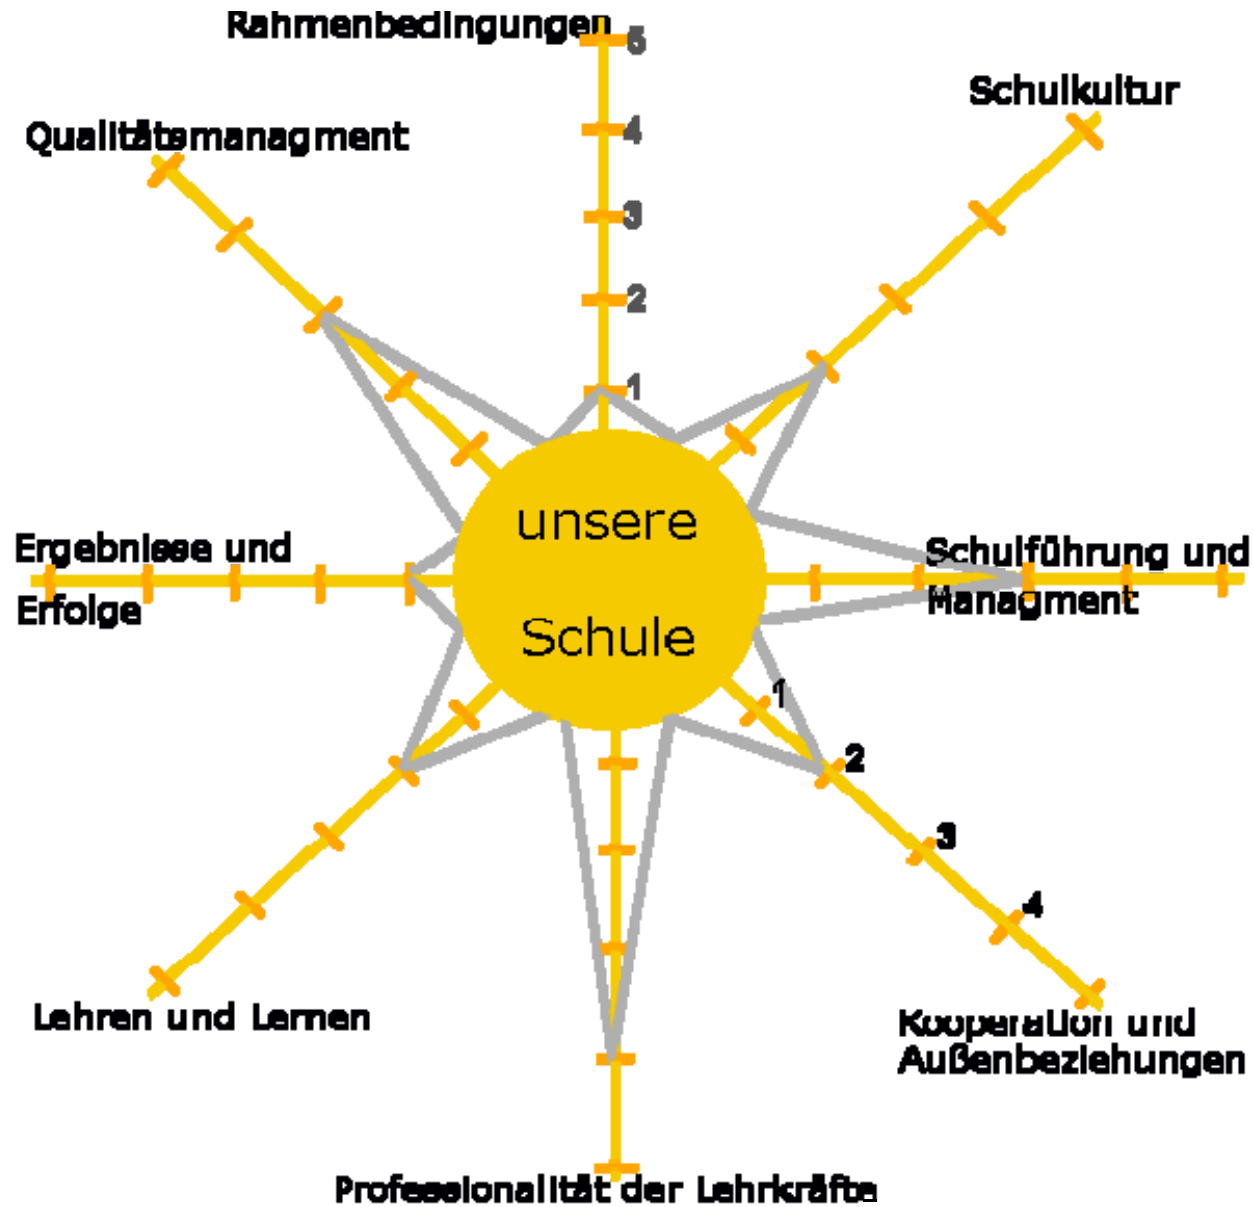 Rahmenbedingungen
5
Schulkultur
Qualitätsmanagment
4
3
2
1
unsere
Schule
Ergebnisse und
Erfolge
Schulführung und
Managment
1
2
3
4
Lehren und Lernen
Kooperation und
Außenbeziehungen
Professionalität der Lehrkräfte